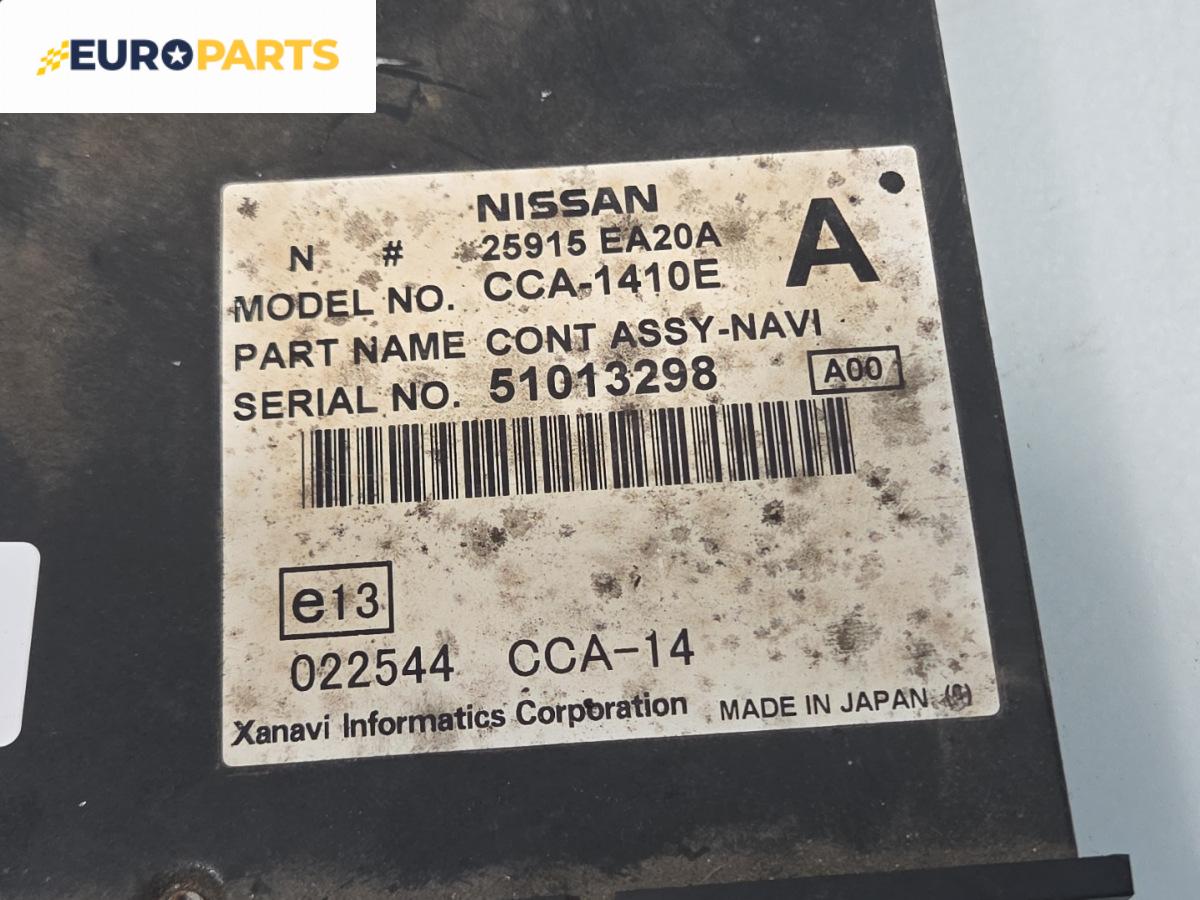 EUROPARTS
NISSAN
N # 25915 EA20A
A
MODEL NO. CCA-1410E
PART NAME CONT ASSY-NAVI
SERIAL NO. 51013298
A00
e13
022544 CCA-14
Xanavi Informatics Corporation MADE IN JAPAN